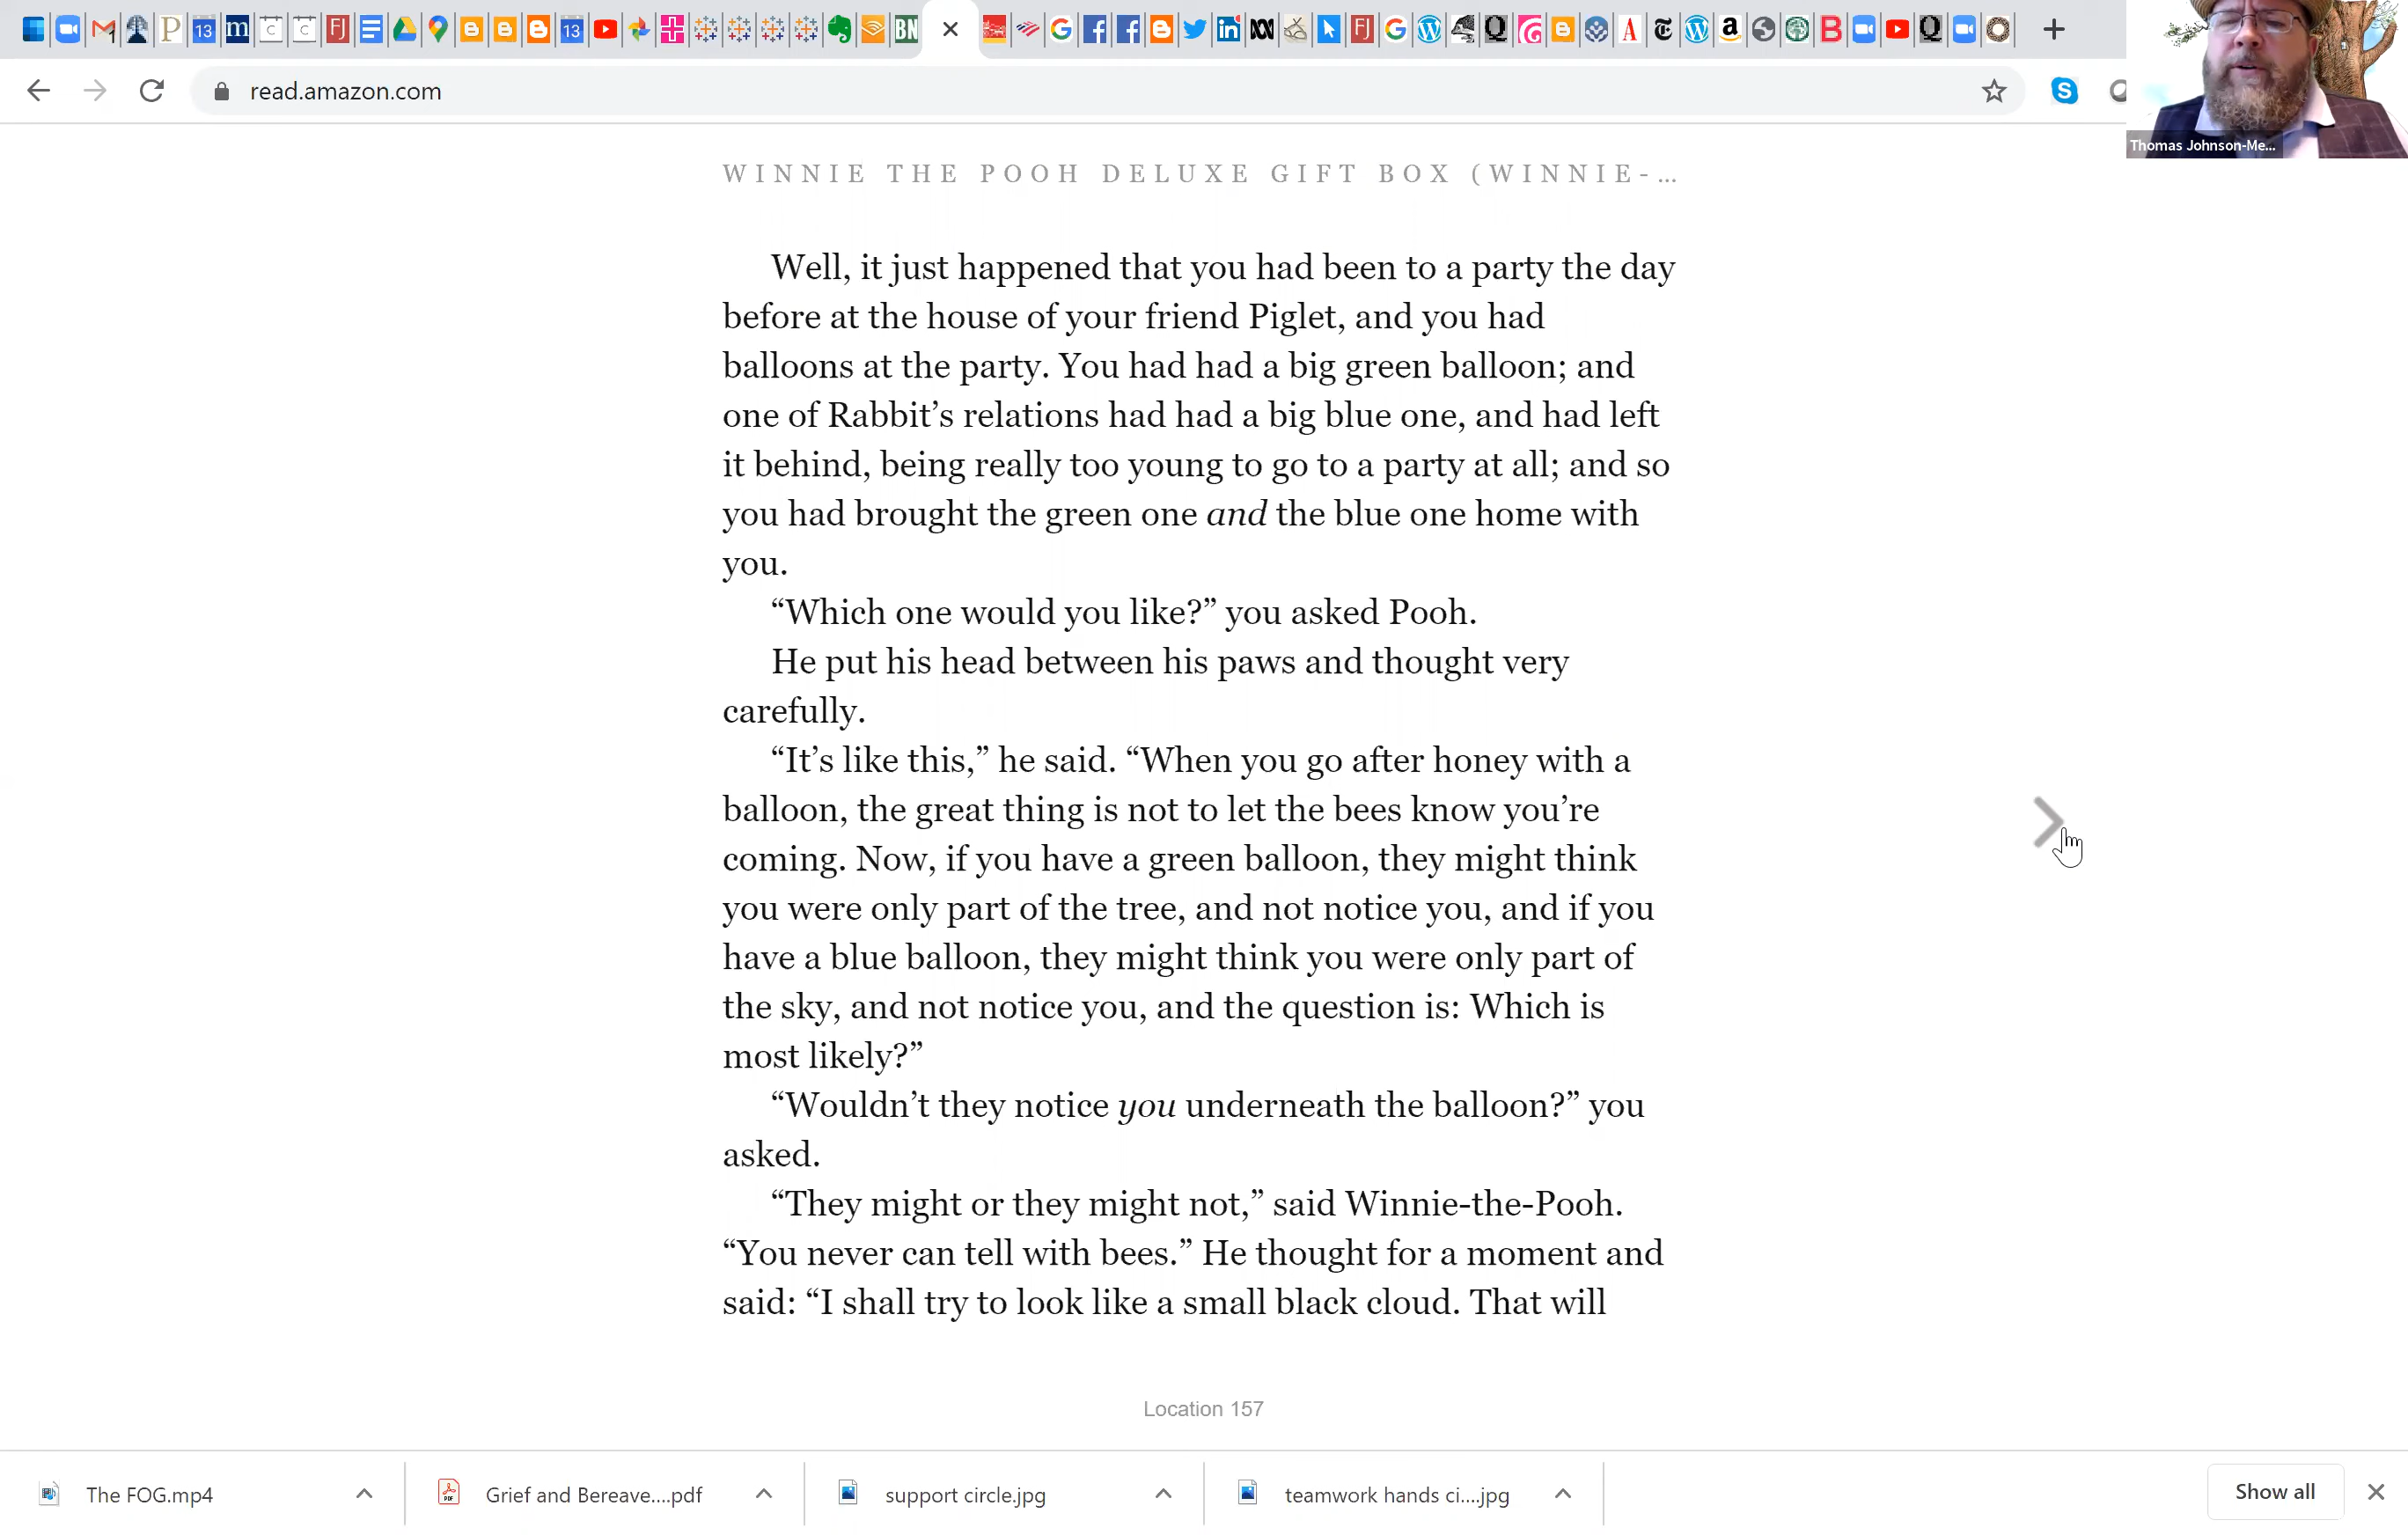 read.amazon.com
Thomas Johnson-Me...
WINNIE THE POOH DELUXE GIFT BOX (WINNIE-...
Well, it just happened that you had been to a party the day
before at the house of your friend Piglet, and you had
balloons at the party. You had had a big green balloon; and
one of Rabbit’s relations had had a big blue one, and had left
it behind, being really too young to go to a party at all; and so
you had brought the green one and the blue one home with
you.
“Which one would you like?” you asked Pooh.
He put his head between his paws and thought very
carefully.
“It’s like this,” he said. “When you go after honey with a
balloon, the great thing is not to let the bees know you’re
coming. Now, if you have a green balloon, they might think
you were only part of the tree, and not notice you, and if you
have a blue balloon, they might think you were only part of
the sky, and not notice you, and the question is: Which is
most likely?”
“Wouldn’t they notice you underneath the balloon?” you
asked.
“They might or they might not,” said Winnie-the-Pooh.
“You never can tell with bees.” He thought for a moment and
said: “I shall try to look like a small black cloud. That will
Location 157
The FOG.mp4
Grief and Bereave....pdf
support circle.jpg
teamwork hands ci....jpg
Show all